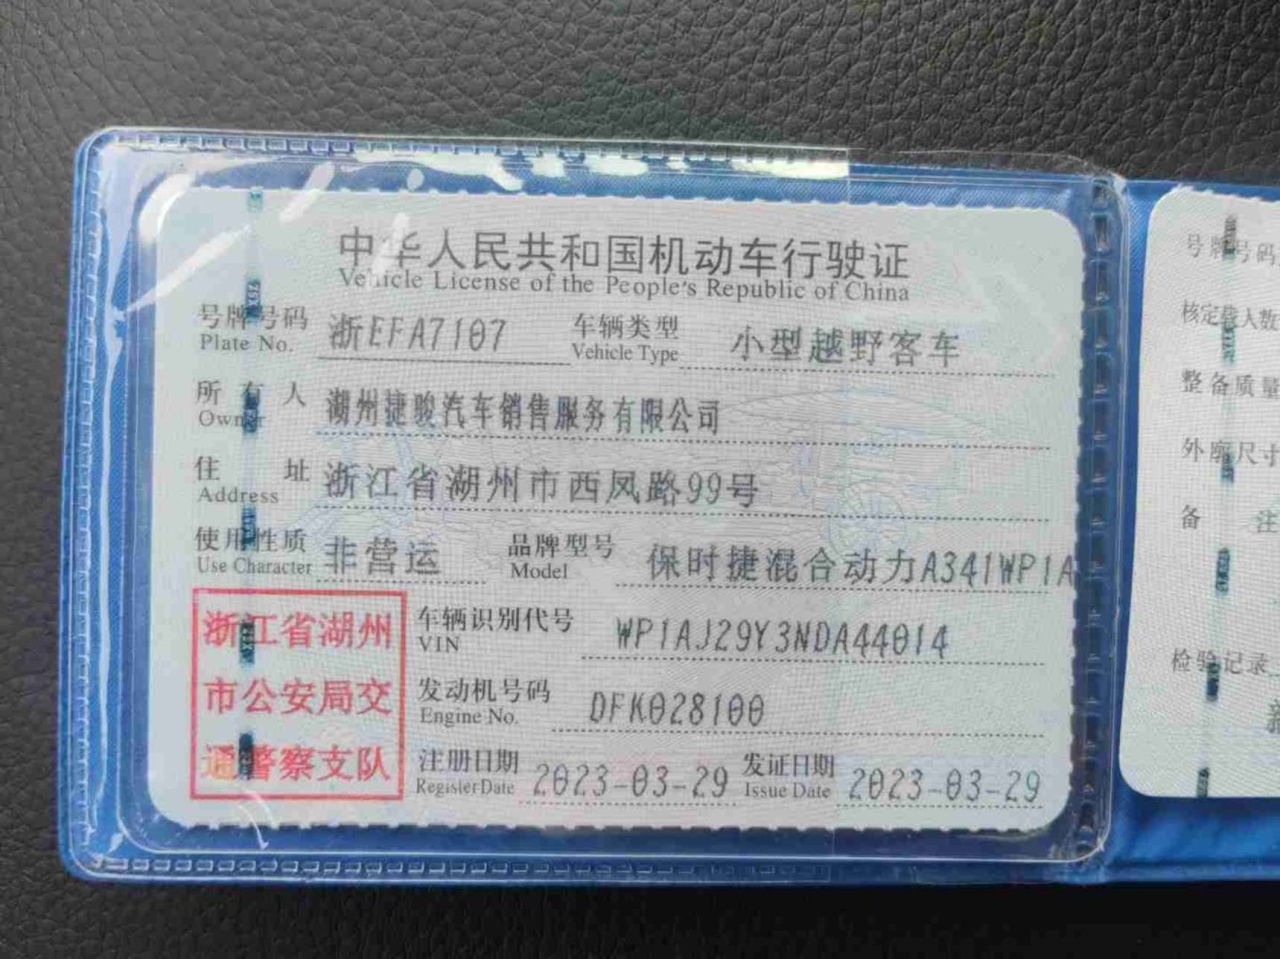 中华人民共和国机动车行驶证
Vehicle License of the People's Republic of China
号牌号码 浙EFA7107 车辆类型 小型越野客车
Plate No. Vehicle Type
所有人 湖州捷骏汽车销售服务有限公司
Owner
住址 浙江省湖州市西凤路99号
Address
使用性质 非营运 品牌型号 保时捷混合动力A341WP1A
Use Character Model
浙江省湖州
市公安局交
通警察支队
车辆识别代号 WP1AJ29Y3NDA44014
VIN
发动机号码 DFK028100
Engine No.
注册日期 2023-03-29 发证日期 2023-03-29
Register Date Issue Date
号牌号码
核定载人数
整备质量
外廓尺寸
备 注
检验记录